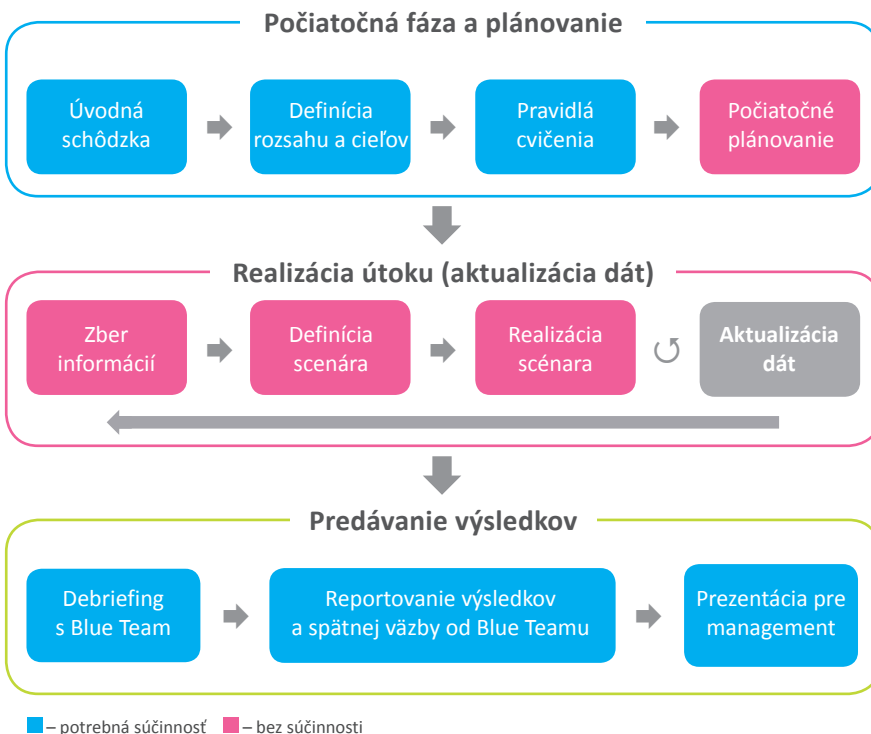 Počiatočná fáza a plánovanie
Úvodná
schôdzka
Definícia
rozsahu a cieľov
Pravidlá
cvičenia
Počiatočné
plánovanie
Realizácia útoku (aktualizácia dát)
Zber
informácií
Definícia
scenára
Realizácia
scénara
Aktualizácia
dát
Predávanie výsledkov
Debriefing
s Blue Team
Reportovanie výsledkov
a spätnej väzby od Blue Teamu
Prezentácia pre
management
– potrebná súčinnosť – bez súčinnosti